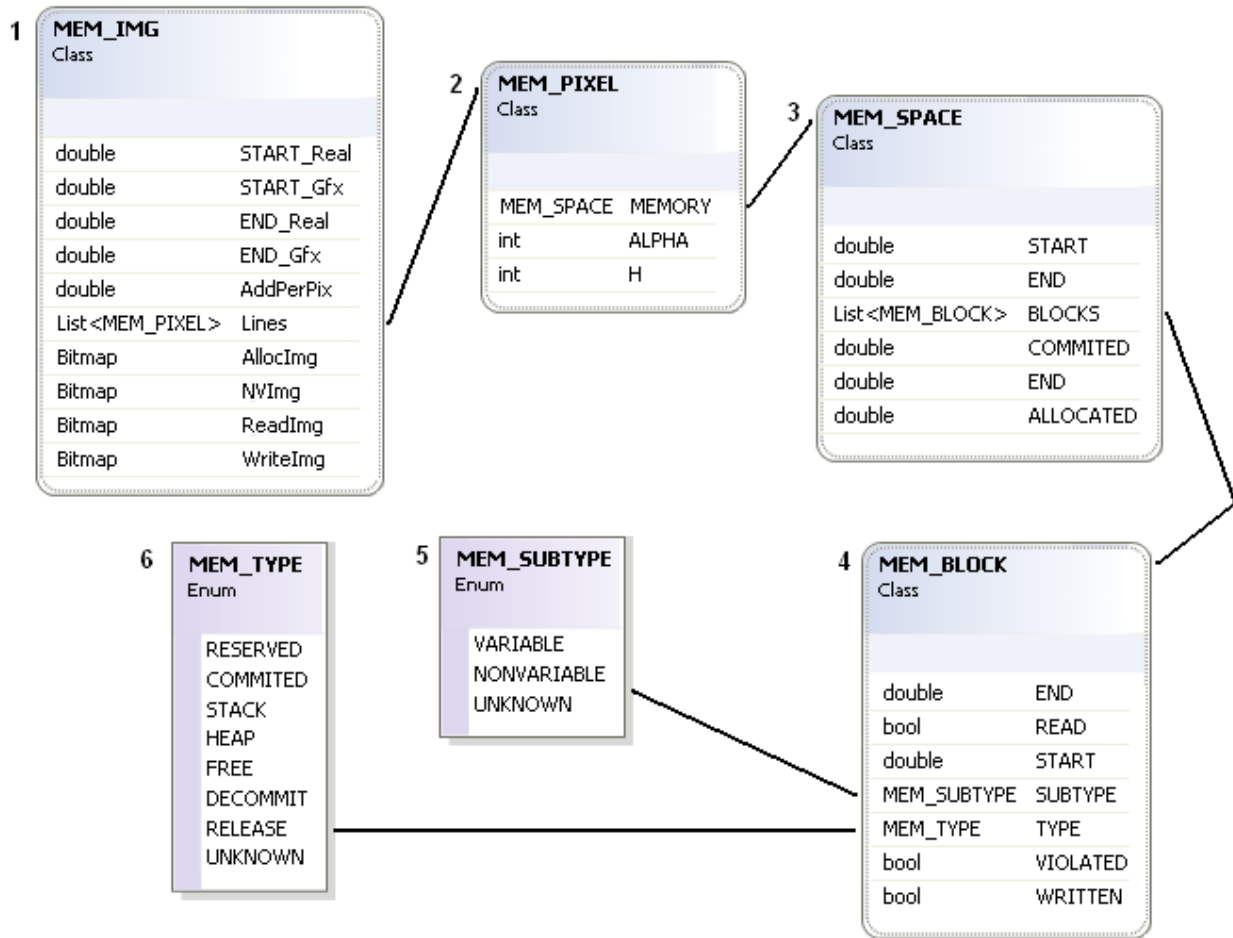 1
MEM_IMG
Class
double START_Real
double START_Gfx
double END_Real
double END_Gfx
double AddPerPix
List<MEM_PIXEL> Lines
Bitmap AllocImg
Bitmap NVImg
Bitmap ReadImg
Bitmap WriteImg
2
MEM_PIXEL
Class
MEM_SPACE MEMORY
int ALPHA
int H
3
MEM_SPACE
Class
double START
double END
List<MEM_BLOCK> BLOCKS
double COMMITED
double END
double ALLOCATED
6
MEM_TYPE
Enum
RESERVED
COMMITED
STACK
HEAP
FREE
DECOMMIT
RELEASE
UNKNOWN
5
MEM_SUBTYPE
Enum
VARIABLE
NONVARIABLE
UNKNOWN
4
MEM_BLOCK
Class
double END
bool READ
double START
MEM_SUBTYPE SUBTYPE
MEM_TYPE TYPE
bool VIOLATED
bool WRITTEN